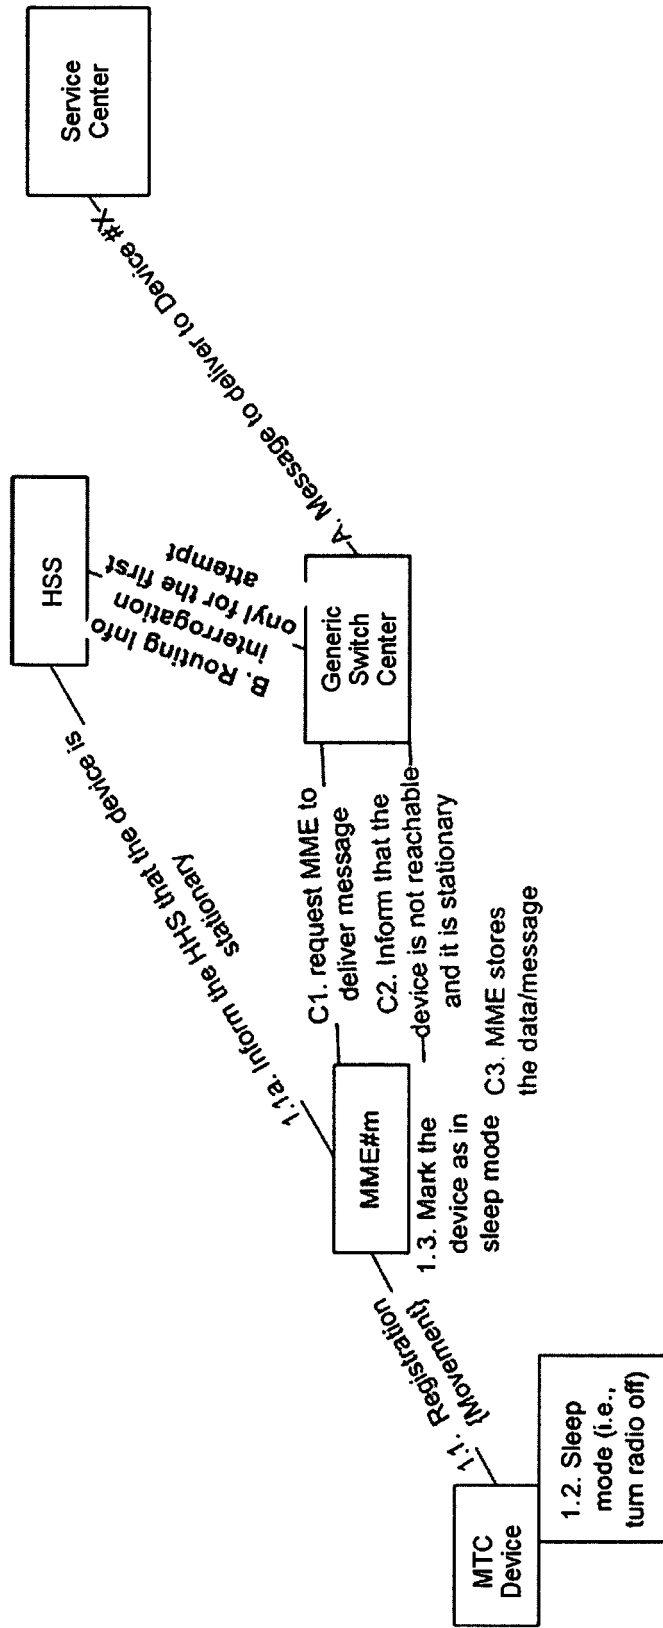 Service
Center
A. Message to deliver to Device #X
HSS
B. Routing Info
interrogation
onyl for the first
attempt
Generic
Switch
Center
1.1a. Inform the HHS that the device is
stationary
C1. request MME to
deliver message
C2. Inform that the
device is not reachable
and it is stationary
C3. MME stores
the data/message
MME#m
1.3. Mark the
device as in
sleep mode
1.1. Registration
{Movement}
MTC
Device
1.2. Sleep
mode (i.e.,
turn radio off)